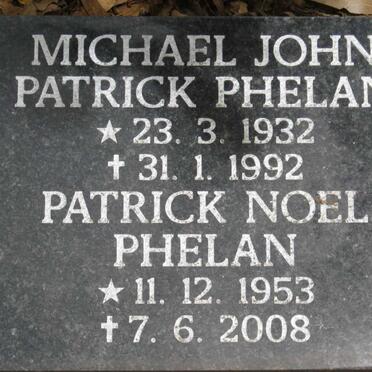 MICHAEL JOHN
PATRICK PHELAN
★ 23. 3. 1932
✝ 31. 1. 1992
PATRICK NOEL
PHELAN
★ 11. 12. 1953
✝ 7. 6. 2008